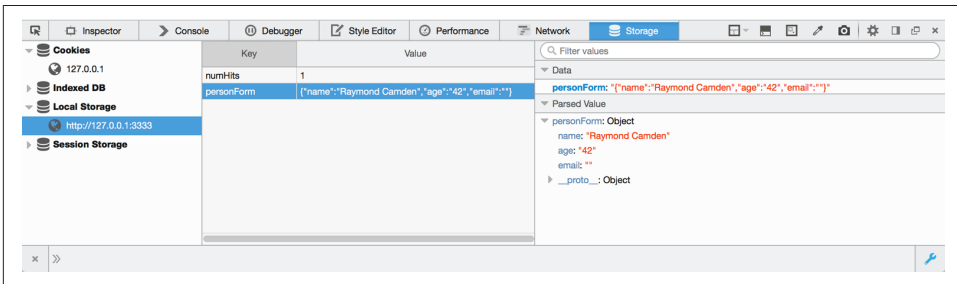 Inspector Console Debugger Style Editor Performance Network Storage
Cookies
127.0.0.1
Indexed DB
Local Storage
http://127.0.0.1:3333
Session Storage
Key Value
numHits 1
personForm {"name":"Raymond Camden","age":"42","email":""}
Filter values
Data
personForm: "{"name":"Raymond Camden","age":"42","email":""}"
Parsed Value
personForm: Object
name: "Raymond Camden"
age: "42"
email: ""
__proto__: Object